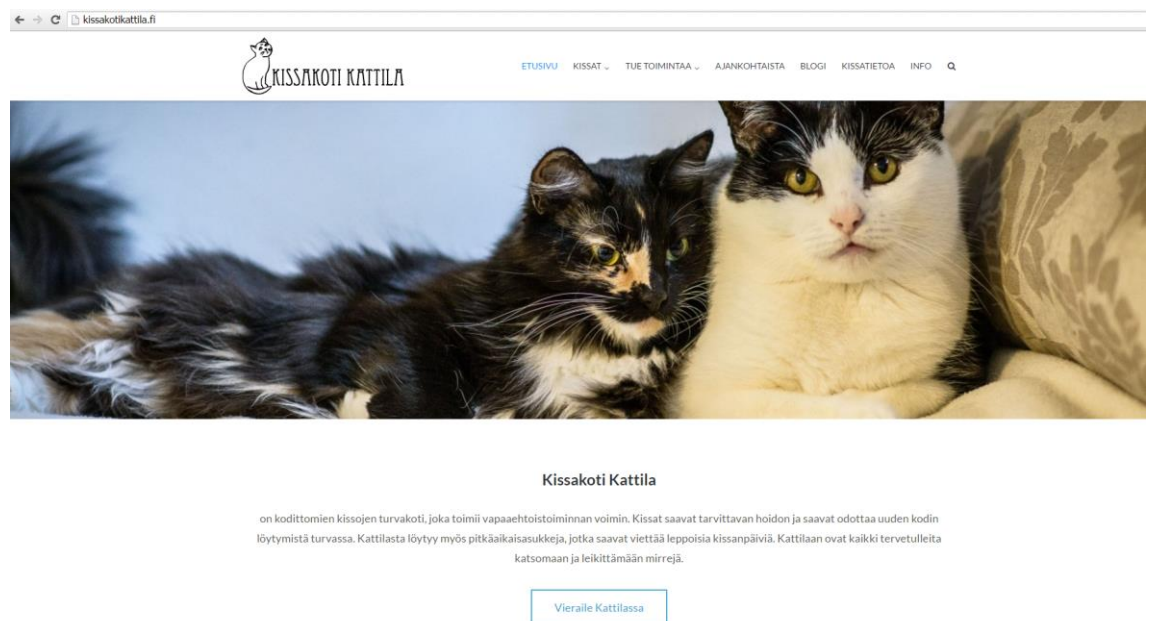 kissakotikattila.fi
KISSAKOTI KATTILA
ETUSIVU KISSAT TUE TOIMINTAA AJANKOHTAISTA BLOGI KISSATIETOA INFO
Kissakoti Kattila
on kodittomien kissojen turvakoti, joka toimii vapaaehtoistoiminnan voimin. Kissat saavat tarvittavan hoidon ja saavat odottaa uuden kodin
löytymistä turvassa. Kattilasta löytyy myös pitkäaikaisasukkeja, jotka saavat viettää leppoisia kissanpäiviä. Kattilaan ovat kaikki tervetulleita
katsomaan ja leikittämään mirrejä.
Vieraile Kattilassa